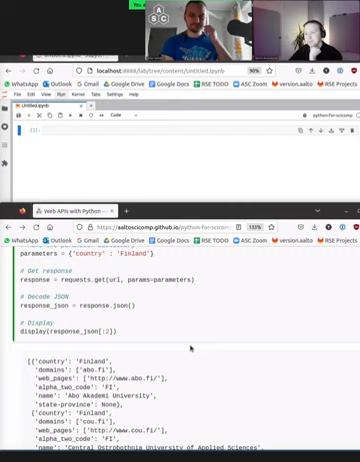 You a
A
S C
localhost:8888/lab/tree/content/Untitled.ipynb
90%
WhatsApp Outlook Gmail Google Docs Google Drive RSE TODO ASC Zoom version.aalto RSE Projects
File Edit View Run Kernel Tabs Settings Help
Untitled.ipynb
Code
python-for-scicomp
[1]:
Web APIs with Python —
https://aaltoscicomp.github.io/python-for-scicom
133%
WhatsApp Outlook Gmail Google Docs Google Drive RSE TODO ASC Zoom version.aalto RSE Projects
parameters = {'country' : 'Finland'}
# Get response
response = requests.get(url, params=parameters)
# Decode JSON
response_json = response.json()
# Display
display(response_json[:2])
[{'country': 'Finland',
'domains': ['abo.fi'],
'web_pages': ['http://www.abo.fi/'],
'alpha_two_code': 'FI',
'name': 'Abo Akademi University',
'state-province': None},
{'country': 'Finland',
'domains': ['cou.fi'],
'web_pages': ['http://www.cou.fi/'],
'alpha_two_code': 'FI',
'name': 'Central Ostrobothnia University of Applied Sciences',